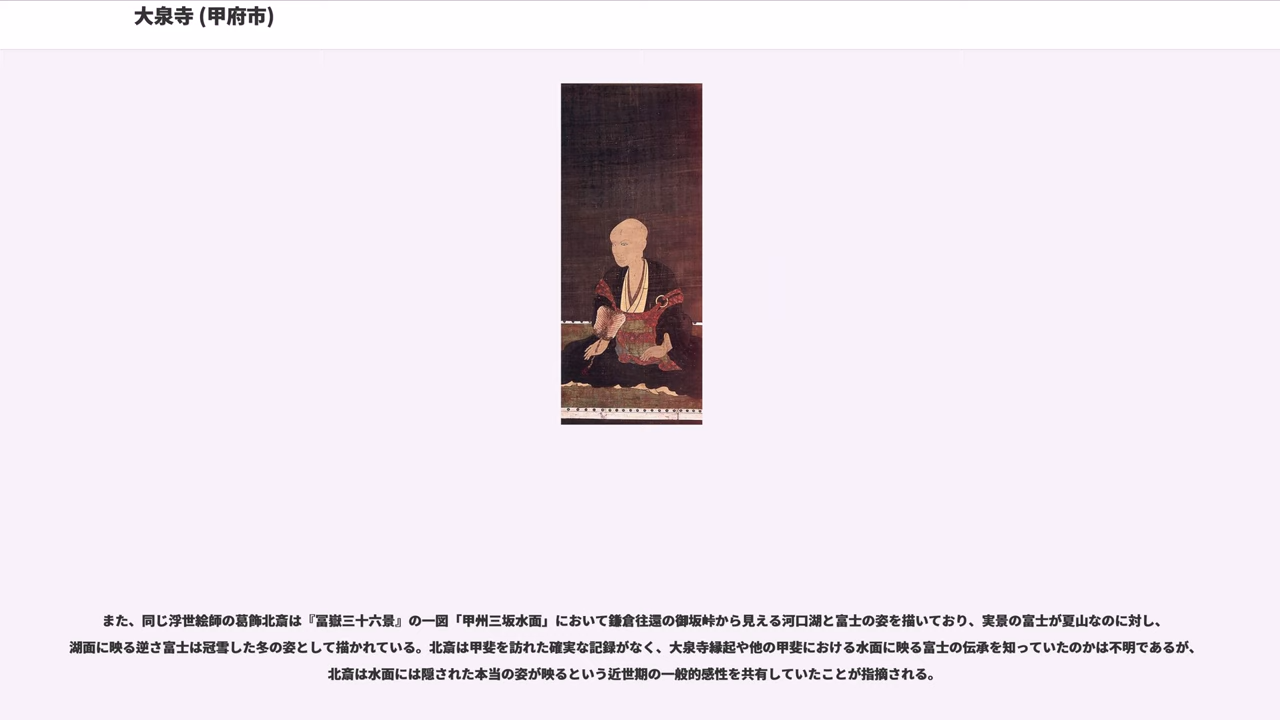 大泉寺 (甲府市)
また、同じ浮世絵師の葛飾北斎は『冨嶽三十六景』の一図「甲州三坂水面」において鎌倉往還の御坂峠から見える河口湖と富士の姿を描いており、実景の富士が夏山なのに対し、
湖面に映る逆さ富士は冠雪した冬の姿として描かれている。北斎は甲斐を訪れた確実な記録がなく、大泉寺縁起や他の甲斐における水面に映る富士の伝承を知っていたのかは不明であるが、
北斎は水面には隠された本当の姿が映るという近世期の一般的感性を共有していたことが指摘される。